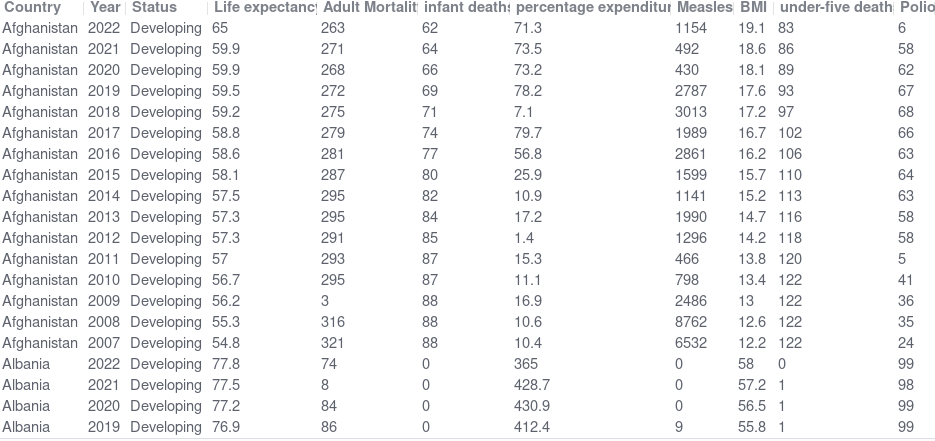 Country Year Status Life expectancy Adult Mortalit infant deaths percentage expenditur Measles BMI under-five death Polio
Afghanistan 2022 Developing 65 263 62 71.3 1154 19.1 83 6
Afghanistan 2021 Developing 59.9 271 64 73.5 492 18.6 86 58
Afghanistan 2020 Developing 59.9 268 66 73.2 430 18.1 89 62
Afghanistan 2019 Developing 59.5 272 69 78.2 2787 17.6 93 67
Afghanistan 2018 Developing 59.2 275 71 7.1 3013 17.2 97 68
Afghanistan 2017 Developing 58.8 279 74 79.7 1989 16.7 102 66
Afghanistan 2016 Developing 58.6 281 77 56.8 2861 16.2 106 63
Afghanistan 2015 Developing 58.1 287 80 25.9 1599 15.7 110 64
Afghanistan 2014 Developing 57.5 295 82 10.9 1141 15.2 113 63
Afghanistan 2013 Developing 57.3 295 84 17.2 1990 14.7 116 58
Afghanistan 2012 Developing 57.3 291 85 1.4 1296 14.2 118 58
Afghanistan 2011 Developing 57 293 87 15.3 466 13.8 120 5
Afghanistan 2010 Developing 56.7 295 87 11.1 798 13.4 122 41
Afghanistan 2009 Developing 56.2 3 88 16.9 2486 13 122 36
Afghanistan 2008 Developing 55.3 316 88 10.6 8762 12.6 122 35
Afghanistan 2007 Developing 54.8 321 88 10.4 6532 12.2 122 24
Albania 2022 Developing 77.8 74 0 365 0 58 0 99
Albania 2021 Developing 77.5 8 0 428.7 0 57.2 1 98
Albania 2020 Developing 77.2 84 0 430.9 0 56.5 1 99
Albania 2019 Developing 76.9 86 0 412.4 9 55.8 1 99